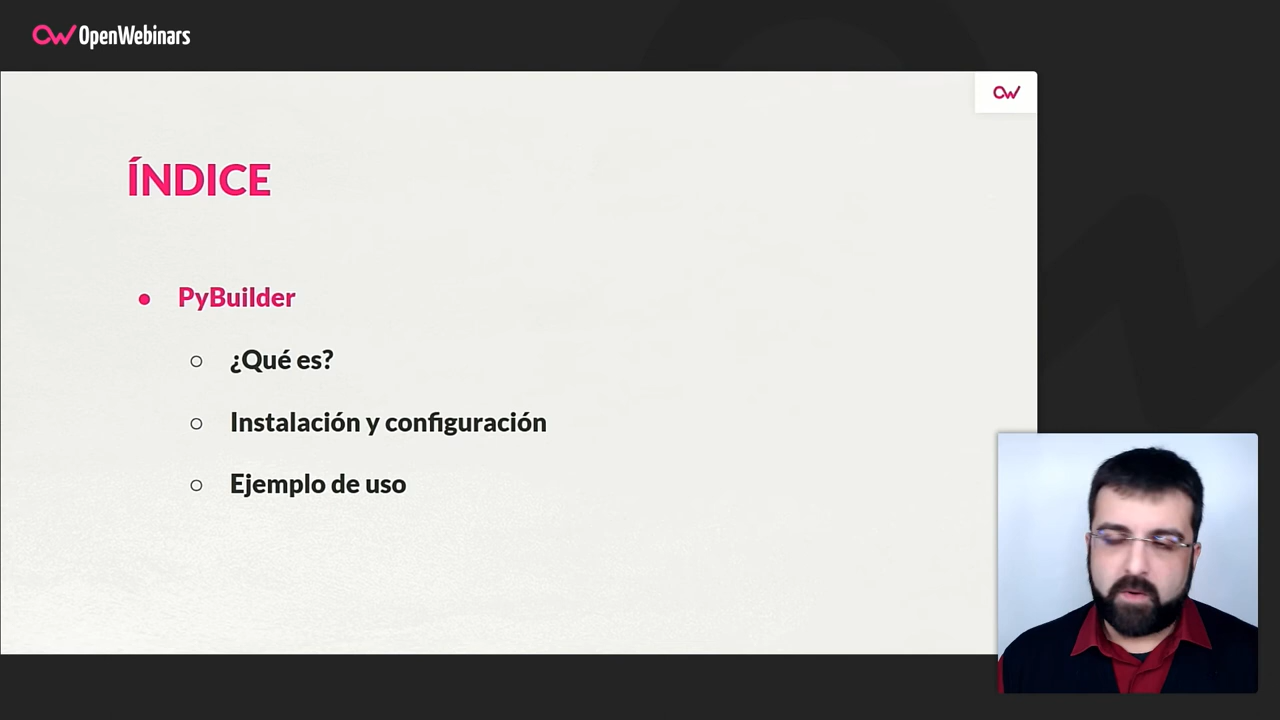 OpenWebinars
ÍNDICE
● PyBuilder
○ ¿Qué es?
○ Instalación y configuración
○ Ejemplo de uso